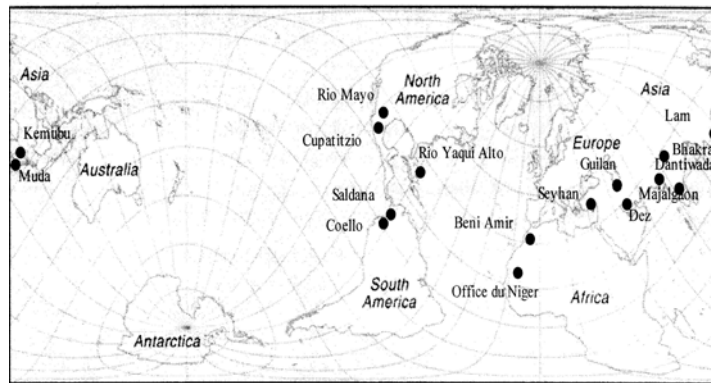 Asia
Kemubu
Muda
Australia
Antarctica
Rio Mayo
North
America
Cupatitzio
Rio Yaqui Alto
Saldana
Coello
South
America
Asia
Lam
Europe
Bhakra
Guilan
Dantiwada
Seyhan
Majalgaon
Dez
Beni Amir
Office du Niger
Africa